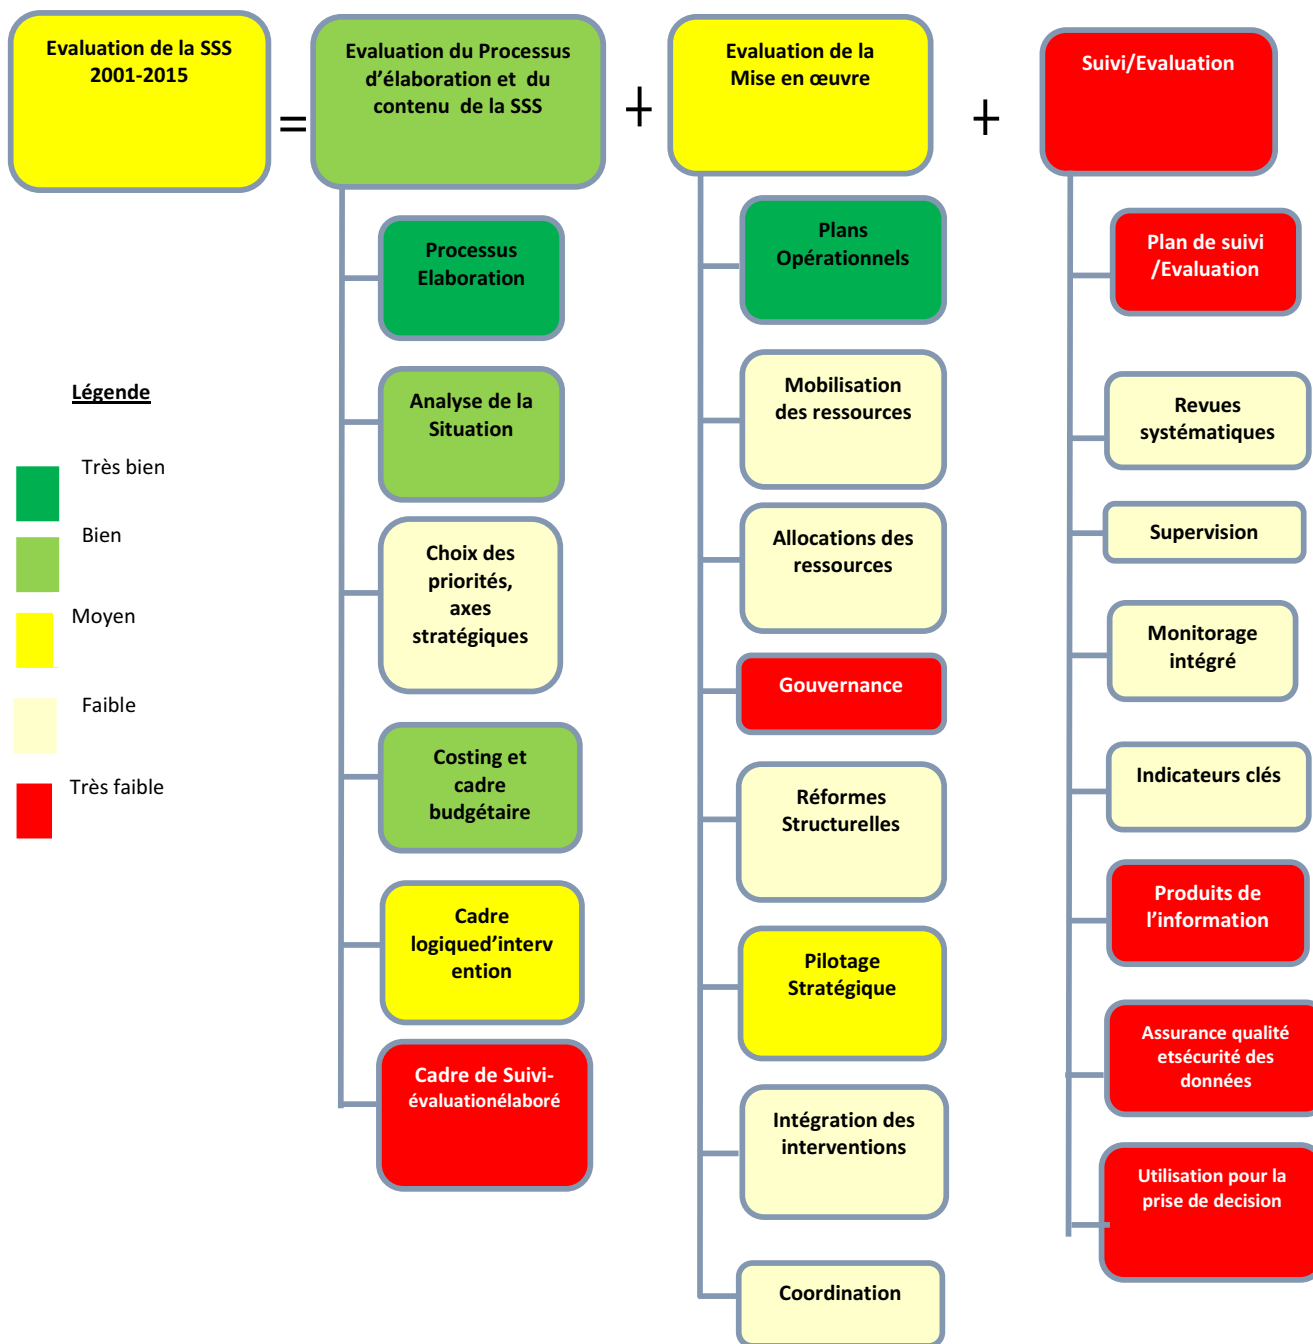 Evaluation de la SSS
2001-2015
=
Evaluation du Processus
d’élaboration et du
contenu de la SSS
+
Evaluation de la
Mise en œuvre
+
Suivi/Evaluation
Processus
Elaboration
Analyse de la
Situation
Choix des
priorités,
axes
stratégiques
Costing et
cadre
budgétaire
Cadre
logiqued’interv
ention
Cadre de Suivi-
évaluationélaboré
Plans
Opérationnels
Mobilisation
des ressources
Allocations des
ressources
Gouvernance
Réformes
Structurelles
Pilotage
Stratégique
Intégration des
interventions
Coordination
Plan de suivi
/Evaluation
Revues
systématiques
Supervision
Monitorage
intégré
Indicateurs clés
Produits de
l’information
Assurance qualité
etsécurité des
données
Utilisation pour la
prise de decision
Légende
Très bien
Bien
Moyen
Faible
Très faible